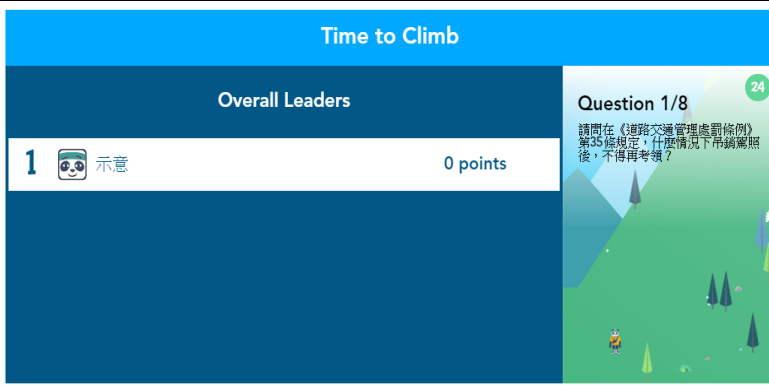 Time to Climb
Overall Leaders
1 示意 0 points
24
Question 1/8
請問在《道路交通管理處罰條例》
第35條規定，什麼情況下吊銷駕照
後，不得再考領？